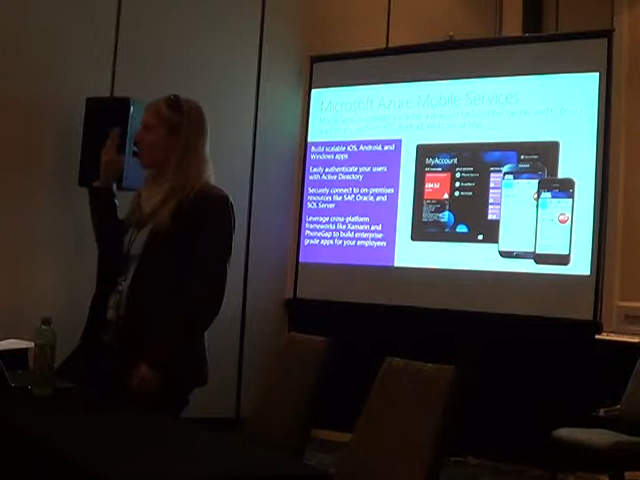 Microsoft Azure Mobile Services
Build scalable iOS, Android, and
Windows apps
Easily authenticate your users
with Active Directory
Securely connect to on-premises
resources like SAP, Oracle, and
SQL Server
Leverage cross-platform
frameworks like Xamarin and
PhoneGap to build enterprise-
grade apps for your employees
MyAccount